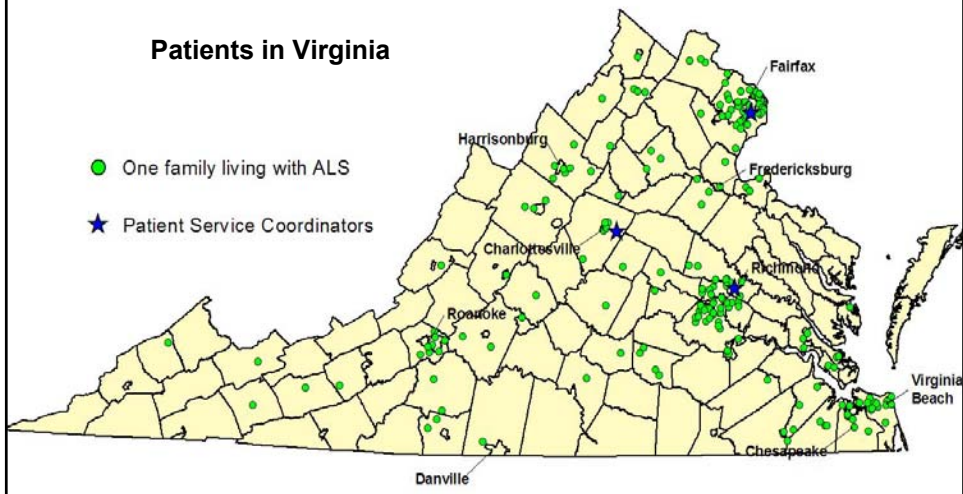 Patients in Virginia
Fairfax
Harrisonburg
One family living with ALS
Fredericksburg
Patient Service Coordinators
Charlottesville
Richmond
Roanoke
Virginia
Beach
Chesapeake
Danville